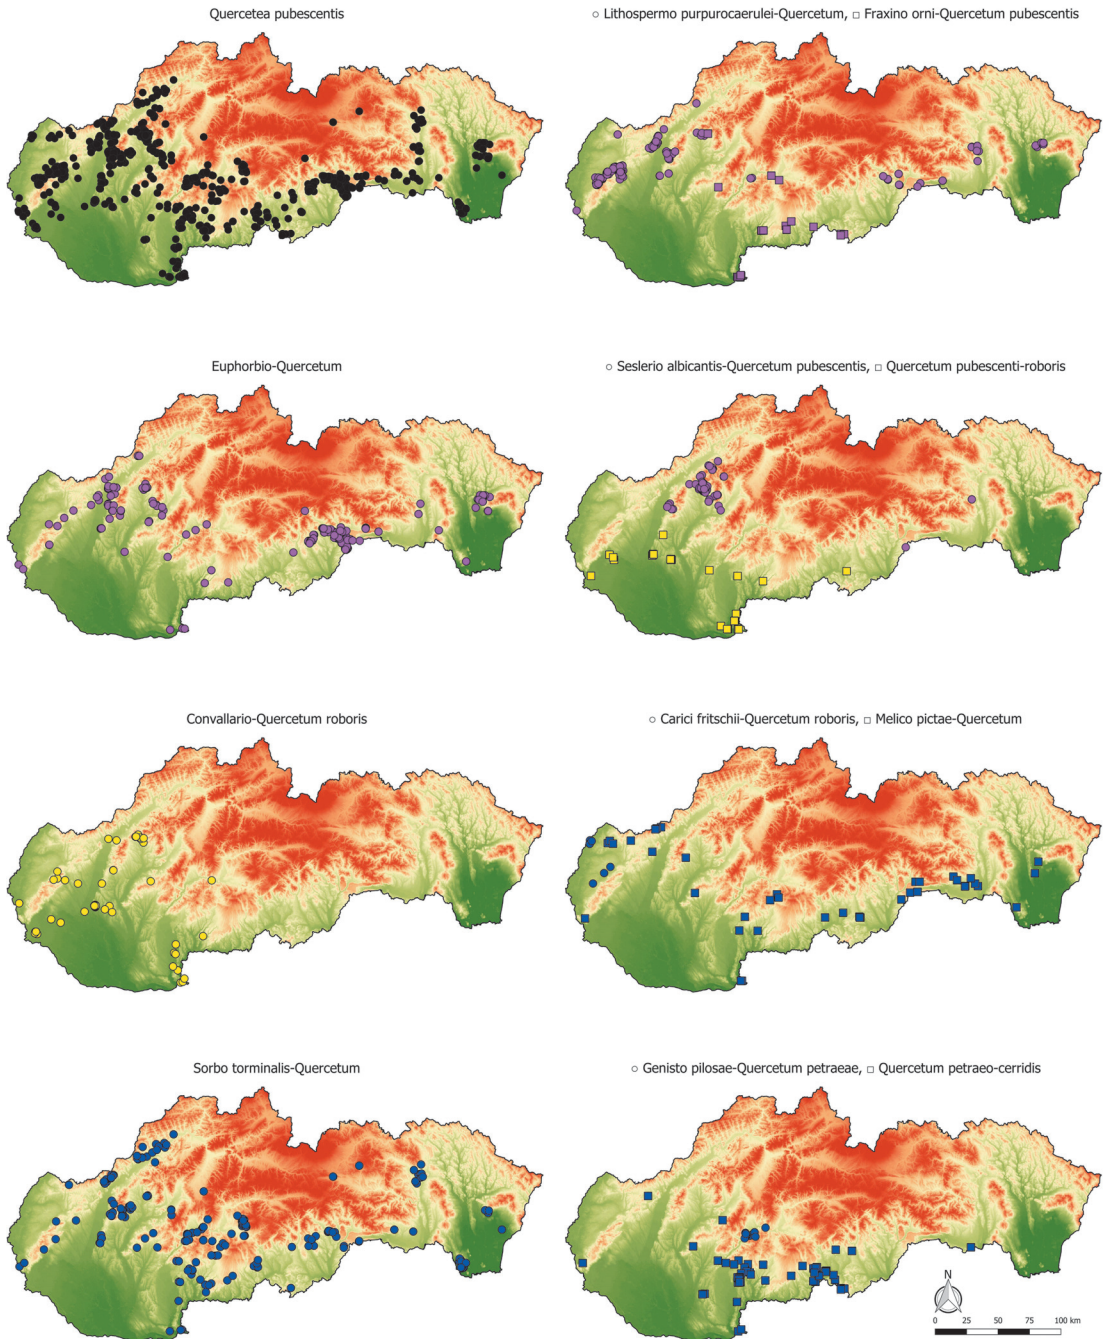 Quercetea pubescentis
○ Lithospermo purpurocaerulei-Quercetum, □ Fraxino orni-Quercetum pubescentis
Euphorbio-Quercetum
○ Seslerio albicantis-Quercetum pubescentis, □ Quercetum pubescenti-roboris
Convallario-Quercetum roboris
○ Carici fritschii-Quercetum roboris, □ Melico pictae-Quercetum
Sorbo torminalis-Quercetum
○ Genisto pilosae-Quercetum petraeae, □ Quercetum petraeo-cerridis
N
0 25 50 75 100 km